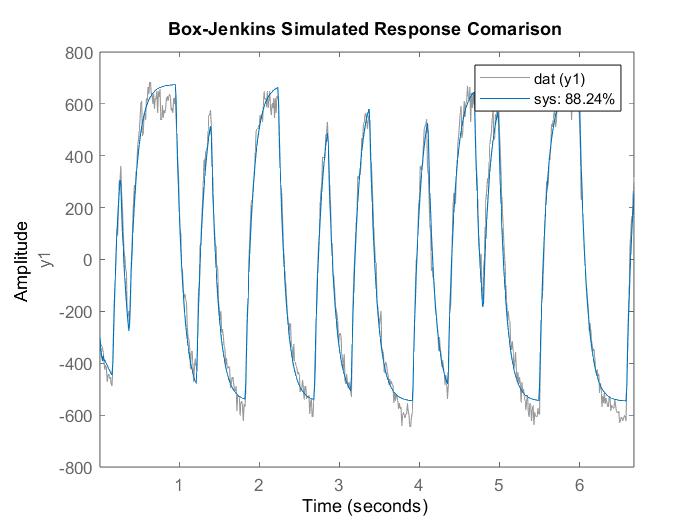 Box-Jenkins Simulated Response Comarison
800
600
400
200
0
-200
-400
-600
-800
Amplitude
y1
dat (y1)
sys: 88.24%
1
2
3
4
5
6
Time (seconds)